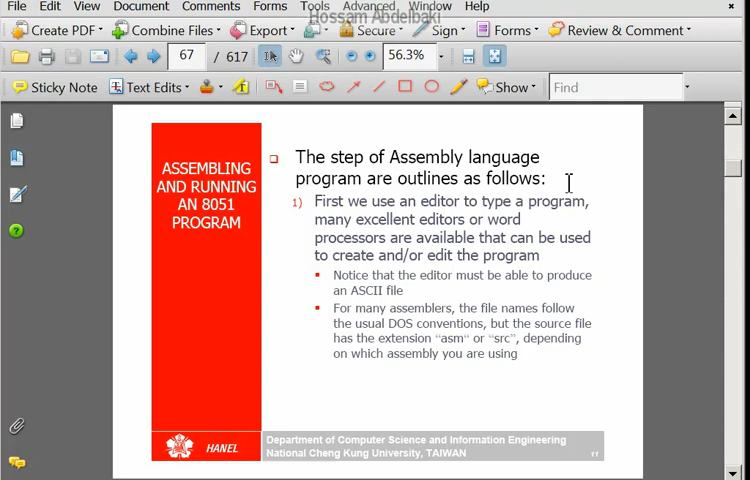 File Edit View Document Comments Forms Tools Advanced Window Help
Hossam Abdelbaki
Create PDF Combine Files Export Secure Sign Forms Review & Comment
67 / 617 56.3%
Sticky Note Text Edits Show Find
ASSEMBLING
AND RUNNING
AN 8051
PROGRAM
The step of Assembly language
program are outlines as follows:
1) First we use an editor to type a program,
many excellent editors or word
processors are available that can be used
to create and/or edit the program
Notice that the editor must be able to produce
an ASCII file
For many assemblers, the file names follow
the usual DOS conventions, but the source file
has the extension “asm“ or “src”, depending
on which assembly you are using
HANEL
Department of Computer Science and Information Engineering
National Cheng Kung University, TAIWAN
11